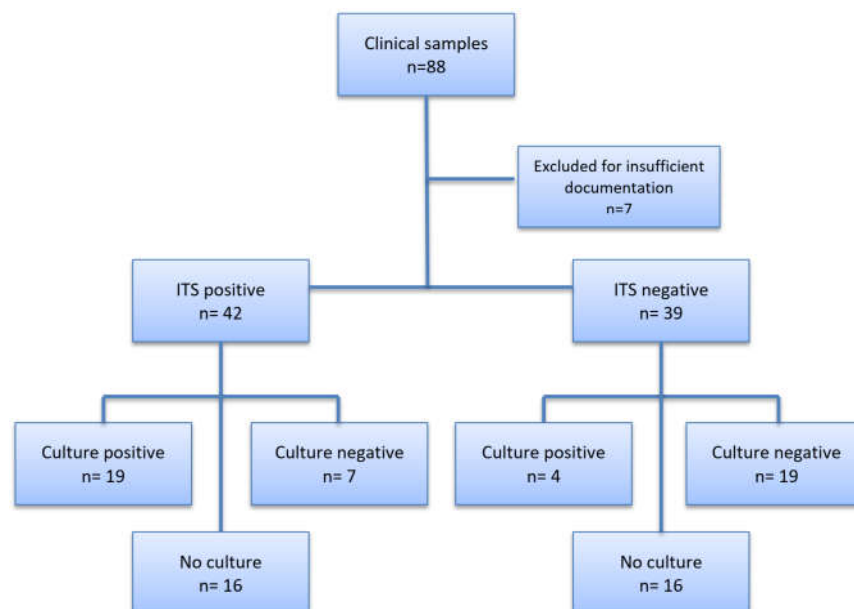 Clinical samples
n=88
Excluded for insufficient
documentation
n=7
ITS positive
n= 42
ITS negative
n= 39
Culture positive
n= 19
Culture negative
n= 7
Culture positive
n= 4
Culture negative
n= 19
No culture
n= 16
No culture
n= 16